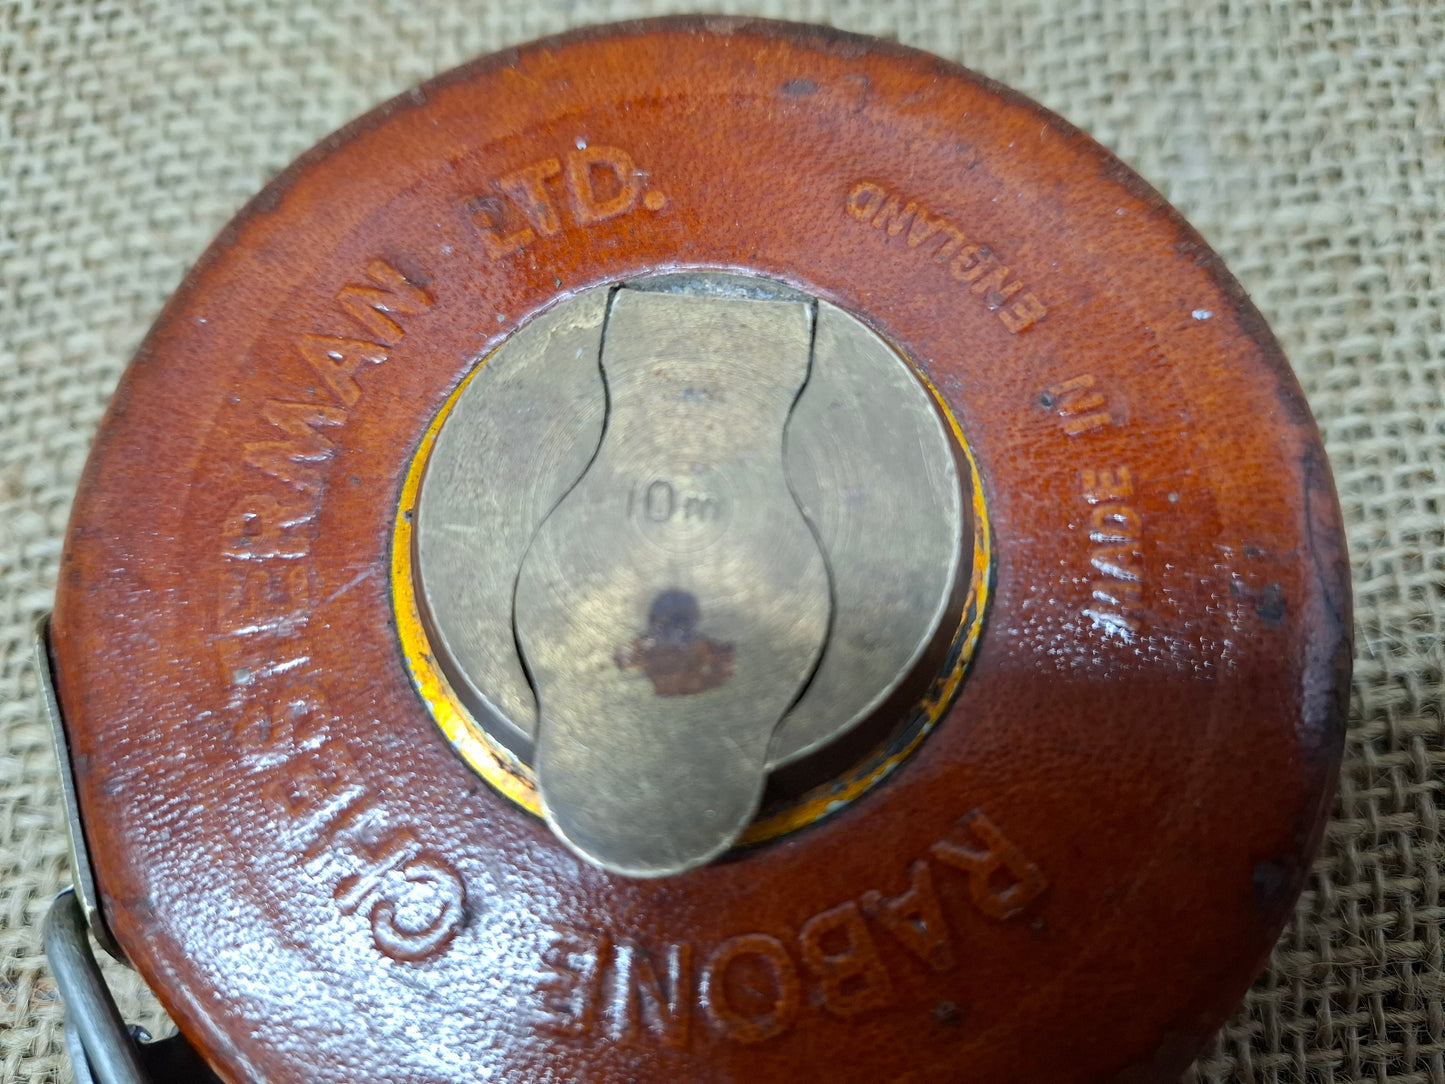 RABONE CHESTERMAN LTD.
MADE IN ENGLAND
10m